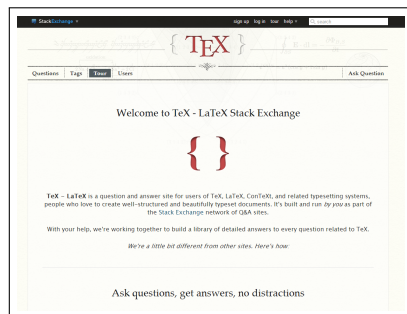 StackExchange sign up log in tour help search
{ TeX }
Questions Tags Tour Users Ask Question
Welcome to TeX - LaTeX Stack Exchange
{ }
TeX – LaTeX is a question and answer site for users of TeX, LaTeX, ConTeXt, and related typesetting systems,
people who love to create well-structured and beautifully typeset documents. It's built and run by you as part of
the Stack Exchange network of Q&A sites.
With your help, we're working together to build a library of detailed answers to every question related to TeX.
We're a little bit different from other sites. Here's how:
Ask questions, get answers, no distractions